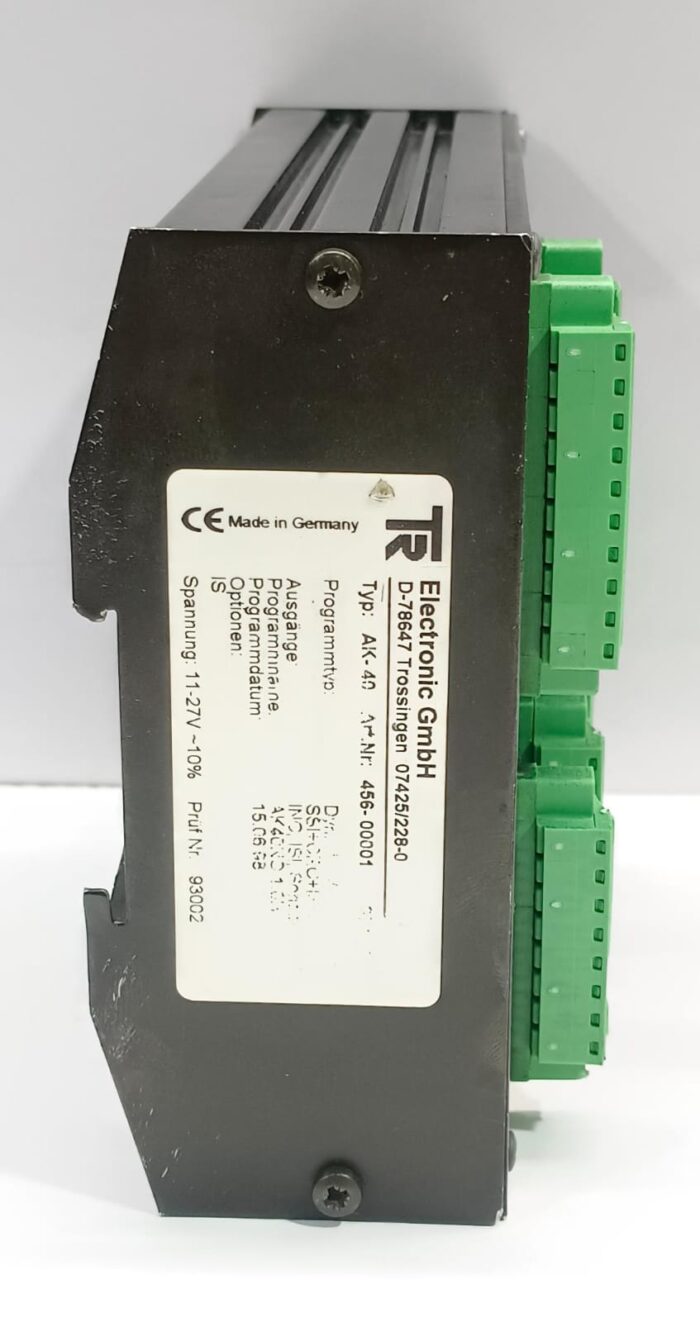 TR
Electronic GmbH
D-78647 Trossingen 07425/228-0
CE Made in Germany
Typ: AK-40 Art.Nr: 456-00001
Programmtyp:
Ausgänge:
Programmname:
Programmdatum: 15.06.98
Optionen:
IS
Spannung: 11-27V ~10% Prüf Nr. 93002